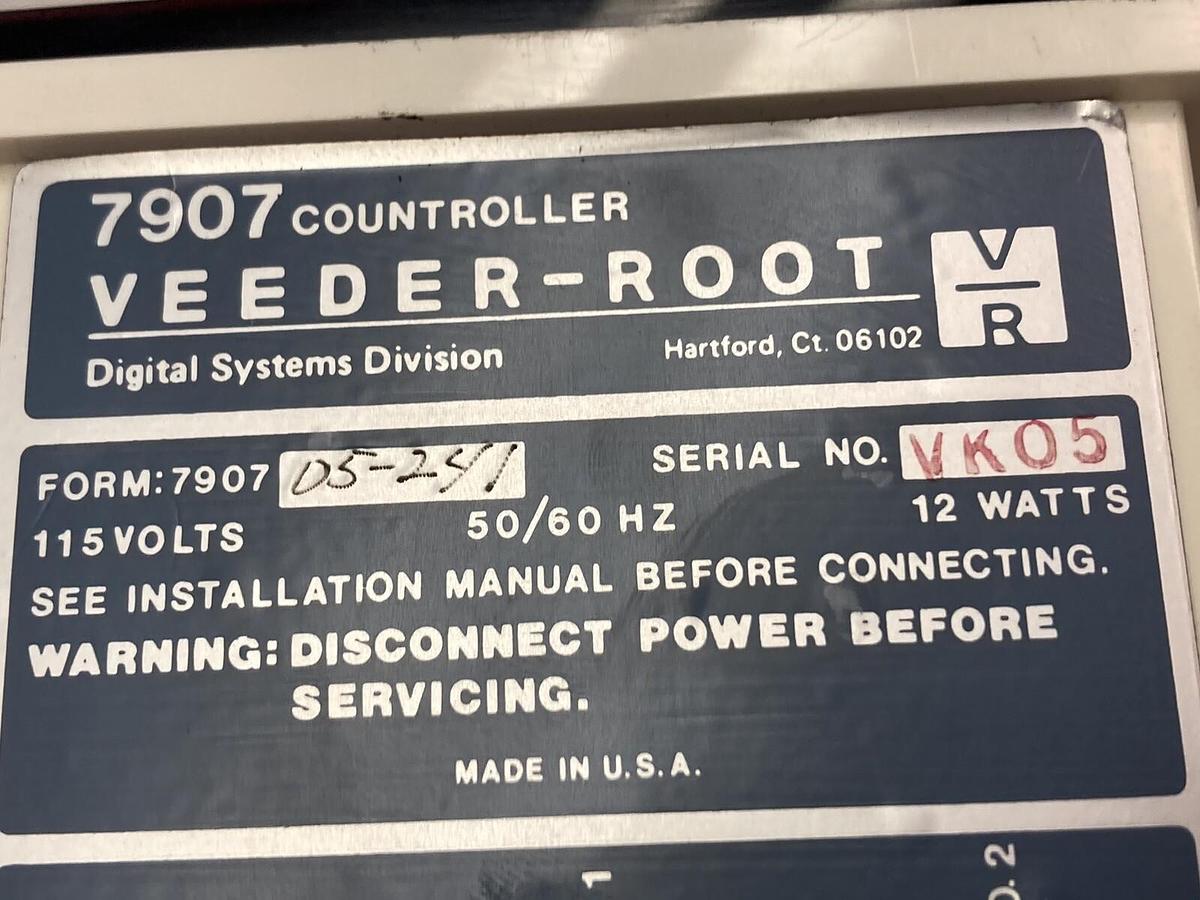 7907 COUNTROLLER
VEEDER-ROOT
V
R
Digital Systems Division
Hartford, Ct. 06102
FORM: 7907 D5-241
SERIAL NO. VK05
115 VOLTS
50/60 HZ
12 WATTS
SEE INSTALLATION MANUAL BEFORE CONNECTING.
WARNING: DISCONNECT POWER BEFORE
SERVICING.
MADE IN U.S.A.
1